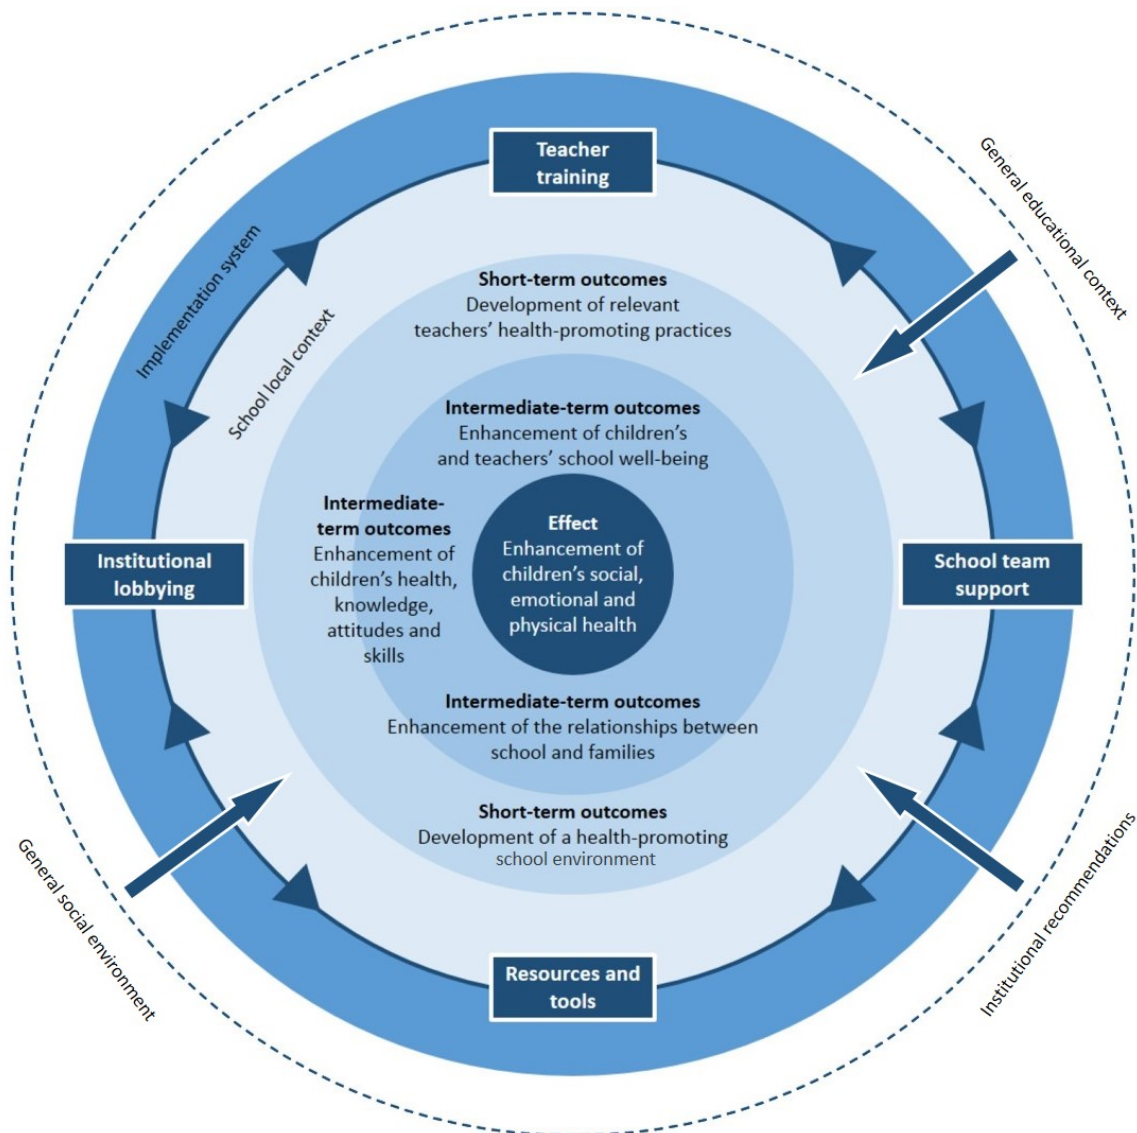 Teacher
training
General educational context
Implementation system
School local context
Short-term outcomes
Development of relevant
teachers’ health-promoting practices
Intermediate-term outcomes
Enhancement of children’s
and teachers’ school well-being
Intermediate-
term outcomes
Enhancement of
children’s health,
knowledge,
attitudes and
skills
Effect
Enhancement of
children’s social,
emotional and
physical health
Institutional
lobbying
School team
support
Intermediate-term outcomes
Enhancement of the relationships between
school and families
Short-term outcomes
Development of a health-promoting
school environment
General social environment
Institutional recommendations
Resources and
tools